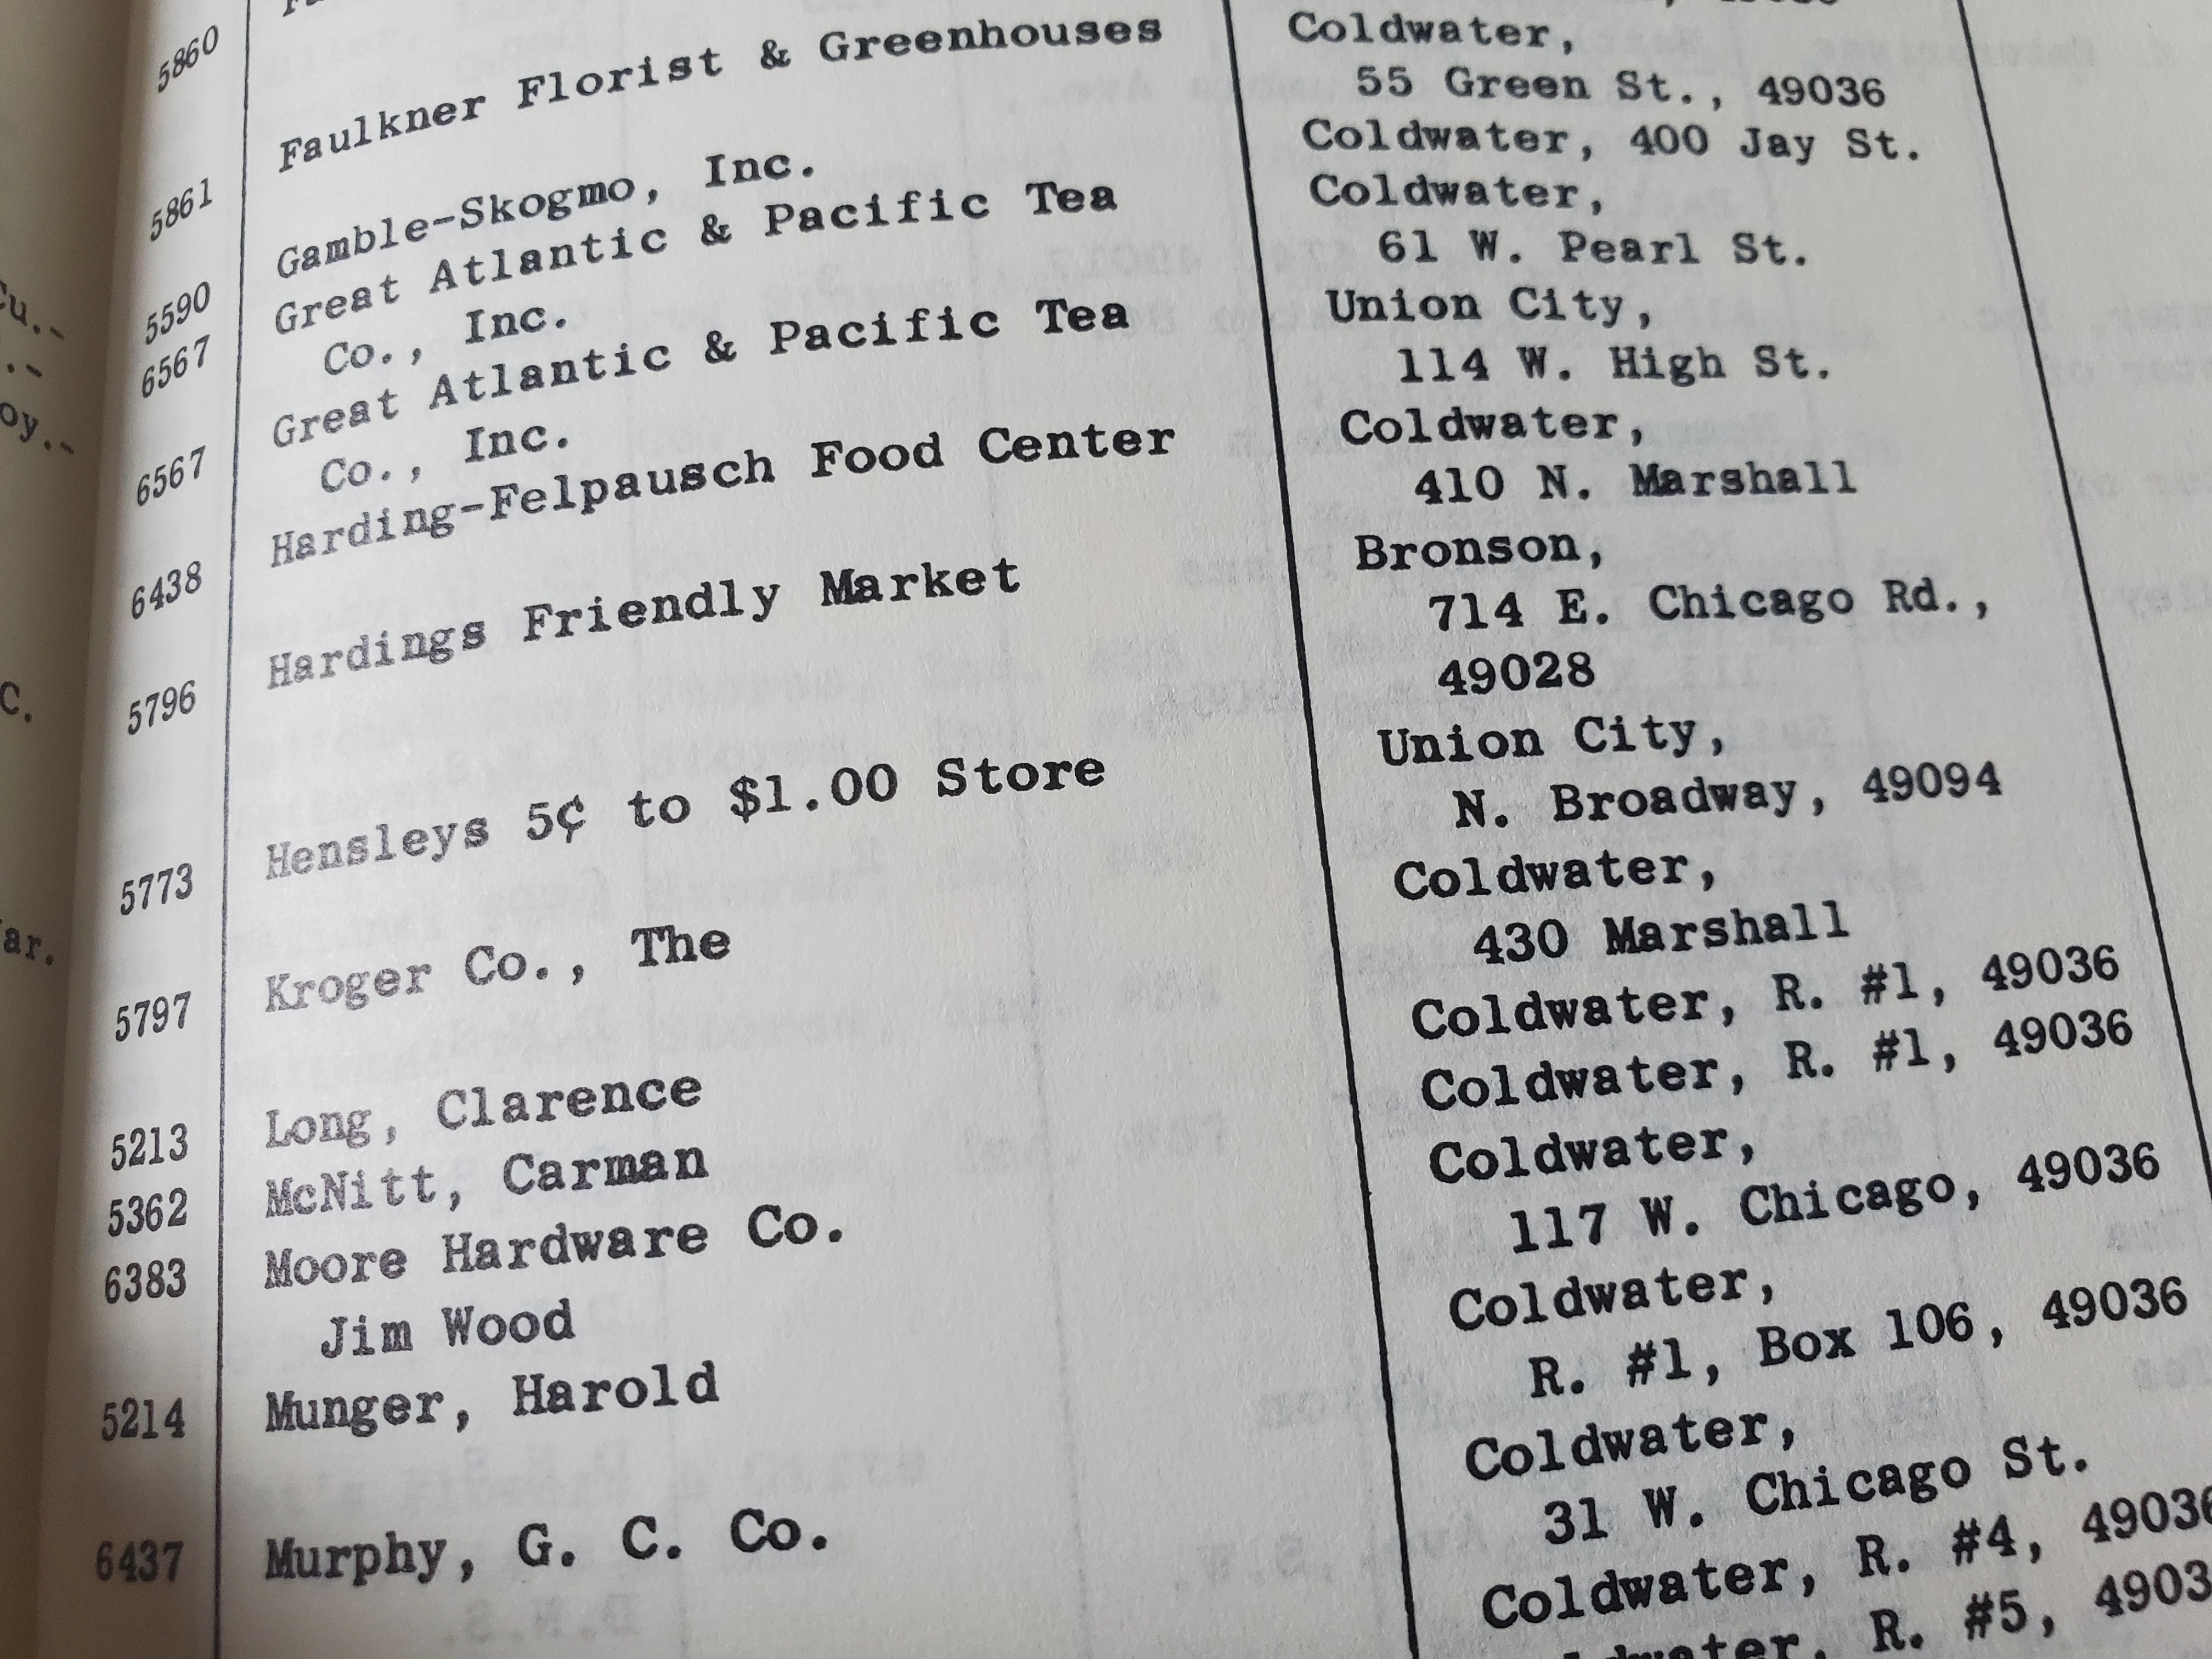 5860
5861 Faulkner Florist & Greenhouses Coldwater,
55 Green St., 49036
5590 Gamble-Skogmo, Inc. Coldwater, 400 Jay St.
6567 Great Atlantic & Pacific Tea Coldwater,
Co., Inc. 61 W. Pearl St.
6567 Great Atlantic & Pacific Tea Union City,
Co., Inc. 114 W. High St.
6438 Harding-Felpausch Food Center Coldwater,
410 N. Marshall
5796 Hardings Friendly Market Bronson,
714 E. Chicago Rd.,
49028
5773 Hensleys 5¢ to $1.00 Store Union City,
N. Broadway, 49094
5797 Kroger Co., The Coldwater,
430 Marshall
5213 Long, Clarence Coldwater, R. #1, 49036
5362 McNitt, Carman Coldwater, R. #1, 49036
6383 Moore Hardware Co. Coldwater,
Jim Wood 117 W. Chicago, 49036
5214 Munger, Harold Coldwater,
R. #1, Box 106, 49036
6437 Murphy, G. C. Co. Coldwater,
31 W. Chicago St.
Coldwater, R. #4, 49036
R. #5,